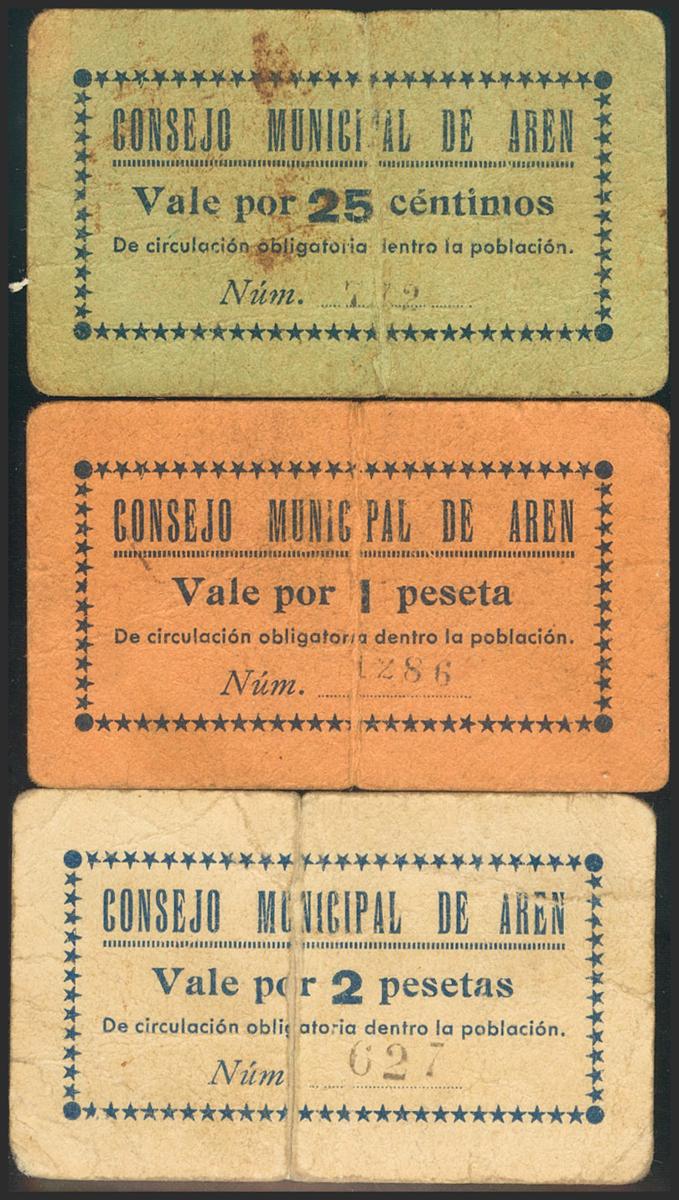 CONSEJO MUNICIPAL DE AREN
Vale por 25 céntimos
De circulación obligatoria dentro la población.
Núm.
CONSEJO MUNICIPAL DE AREN
Vale por 1 peseta
De circulación obligatoria dentro la población.
Núm. 1286
CONSEJO MUNICIPAL DE AREN
Vale por 2 pesetas
De circulación obligatoria dentro la población.
Núm. 627